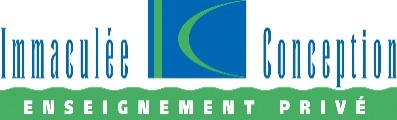 Immaculée Conception
ENSEIGNEMENT PRIVÉ